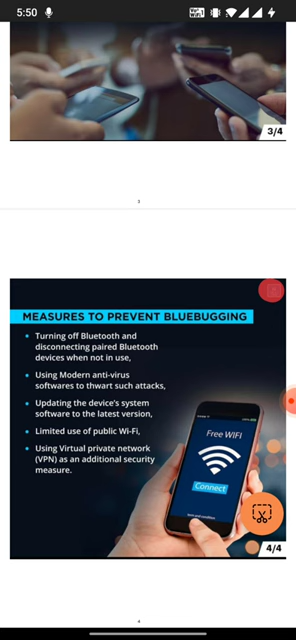 5:50
3/4
3
MEASURES TO PREVENT BLUEBUGGING
• Turning off Bluetooth and
disconnecting paired Bluetooth
devices when not in use,
• Using Modern anti-virus
softwares to thwart such attacks,
• Updating the device's system
software to the latest version,
• Limited use of public Wi-Fi,
• Using Virtual private network
(VPN) as an additional security
measure.
Free WIFI
Connect
4/4
4